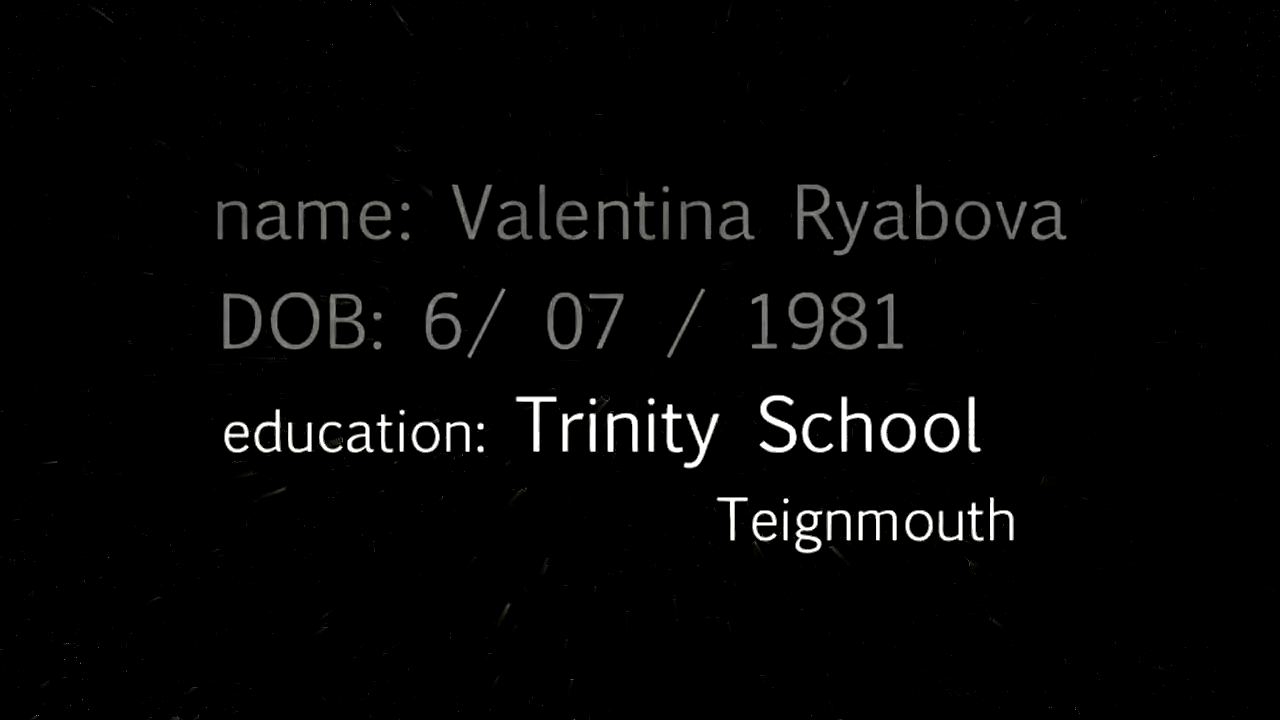 name: Valentina Ryabova
DOB: 6/ 07 / 1981
education: Trinity School
Teignmouth